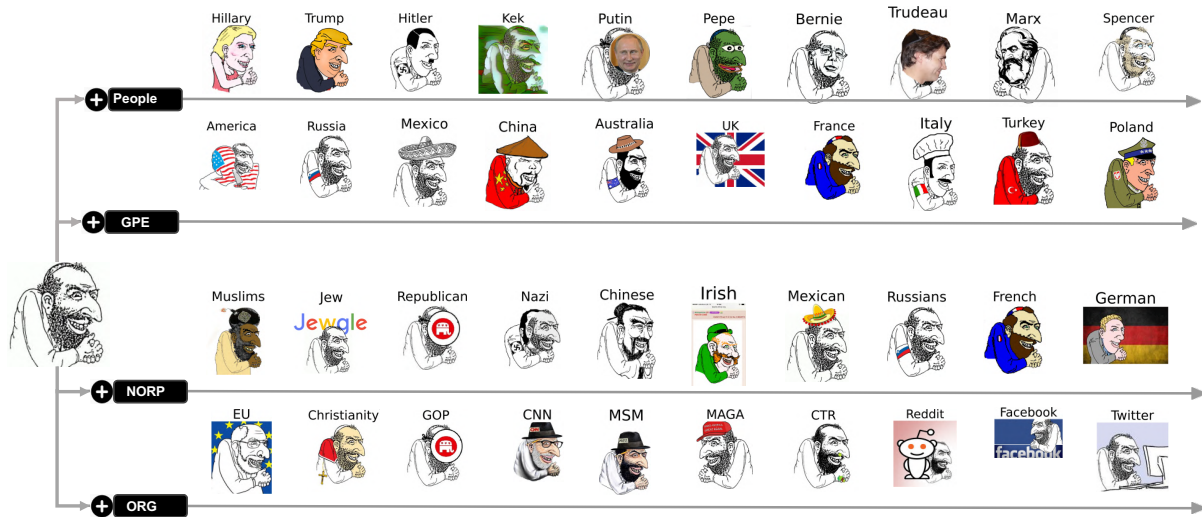 Hillary Trump Hitler Kek Putin Pepe Bernie Trudeau Marx Spencer
People
America Russia Mexico China Australia UK France Italy Turkey Poland
GPE
Muslims Jew Republican Nazi Chinese Irish Mexican Russians French German
Jewgle
NORP
EU Christianity GOP CNN MSM MAGA CTR Reddit Facebook Twitter
facebook
ORG